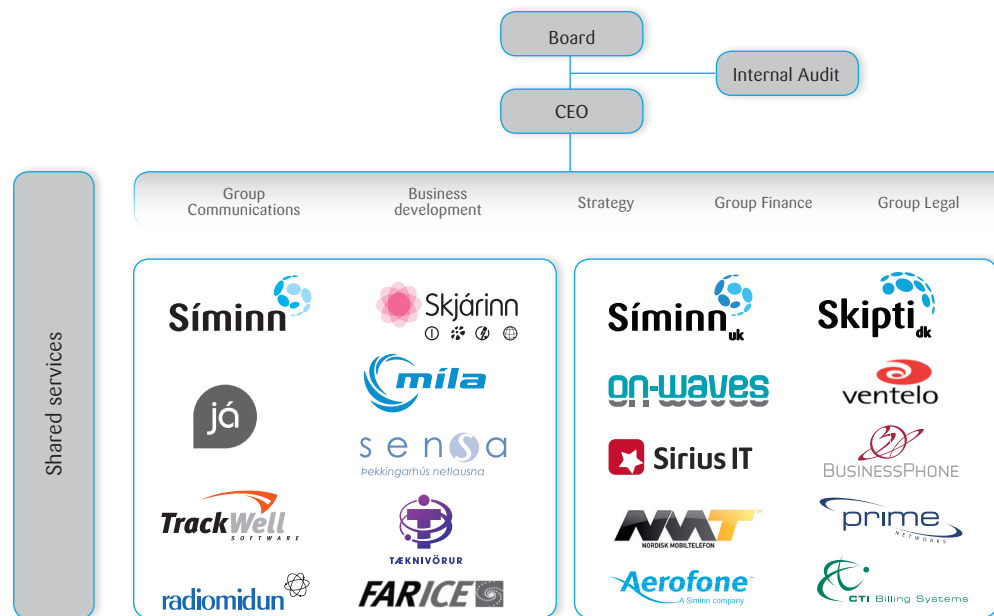 Board
Internal Audit
CEO
Group
Communications
Business
development
Strategy
Group Finance
Group Legal
Shared services
Síminn
Skjárinn
já
míla
sensa
Þekkingarhús netlausna
TrackWell
SOFTWARE
TÆKNIVÖRUR
radiomidun
FARICE
Síminn
uk
Skipti
dk
on-waves
ventelo
Sirius IT
BUSINESSPHONE
NMT
NORDISK MOBILTELEFON
prime
NETWORKS
Aerofone™
A Síminn company
CTI Billing Systems